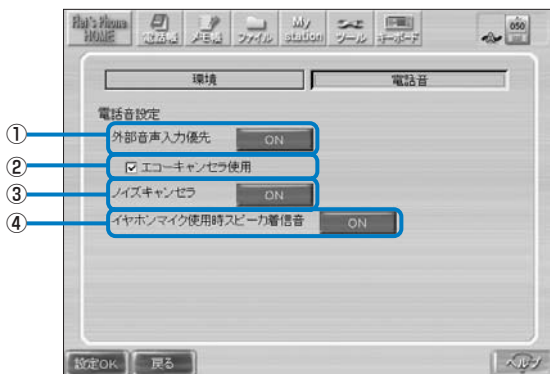 Flat's Phone HOME 電話帳 メモ帳 ファイル My station ツール キーボード 050
環境 電話音
電話音設定
① 外部音声入力優先 ON
② エコーキャンセラ使用
③ ノイズキャンセラ ON
④ イヤホンマイク使用時スピーカ着信音 ON
設定OK 戻る ヘルプ